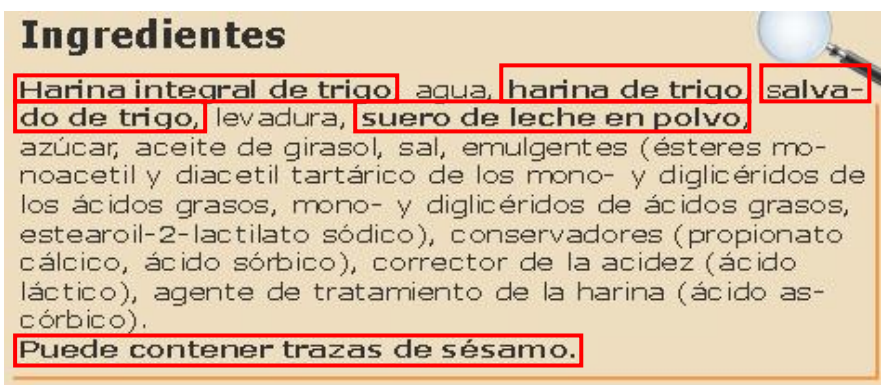 Ingredientes
Harina integral de trigo, agua, harina de trigo, salva-
do de trigo, levadura, suero de leche en polvo,
azúcar, aceite de girasol, sal, emulgentes (ésteres mo-
noacetil y diacetil tartárico de los mono- y diglicéridos de
los ácidos grasos, mono- y diglicéridos de ácidos grasos,
estearoil-2-lactilato sódico), conservadores (propionato
cálcico, ácido sórbico), corrector de la acidez (ácido
láctico), agente de tratamiento de la harina (ácido as-
córbico).
Puede contener trazas de sésamo.